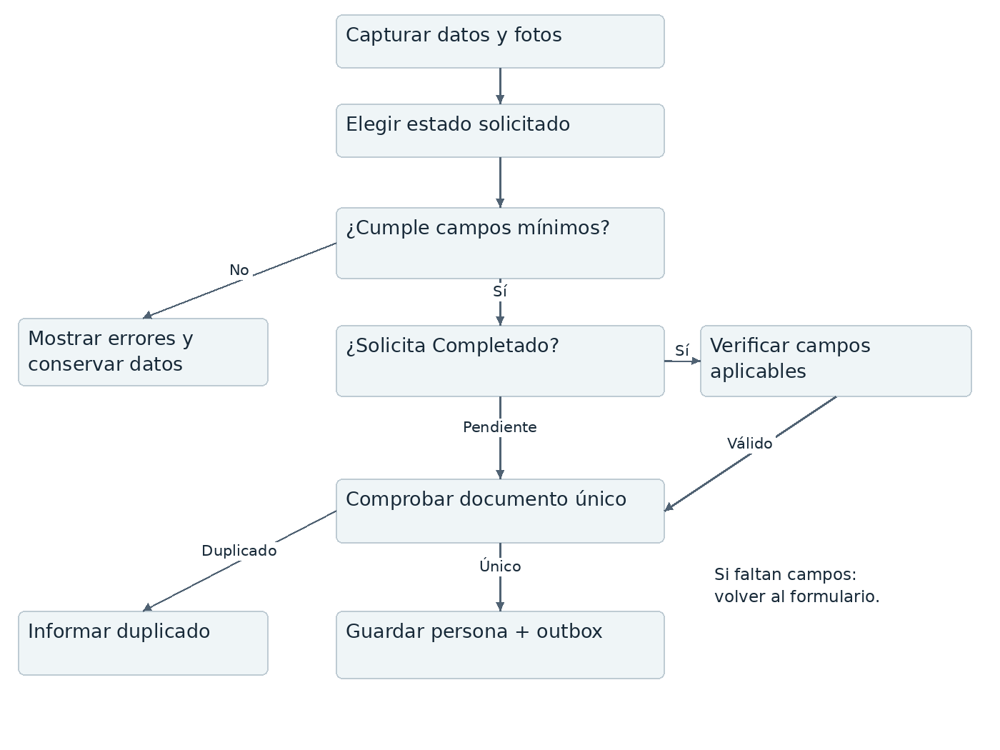 Capturar datos y fotos
Elegir estado solicitado
¿Cumple campos mínimos?
No
Sí
Mostrar errores y
conservar datos
¿Solicita Completado?
Sí
Verificar campos
aplicables
Pendiente
Válido
Comprobar documento único
Duplicado
Único
Si faltan campos:
volver al formulario.
Informar duplicado
Guardar persona + outbox